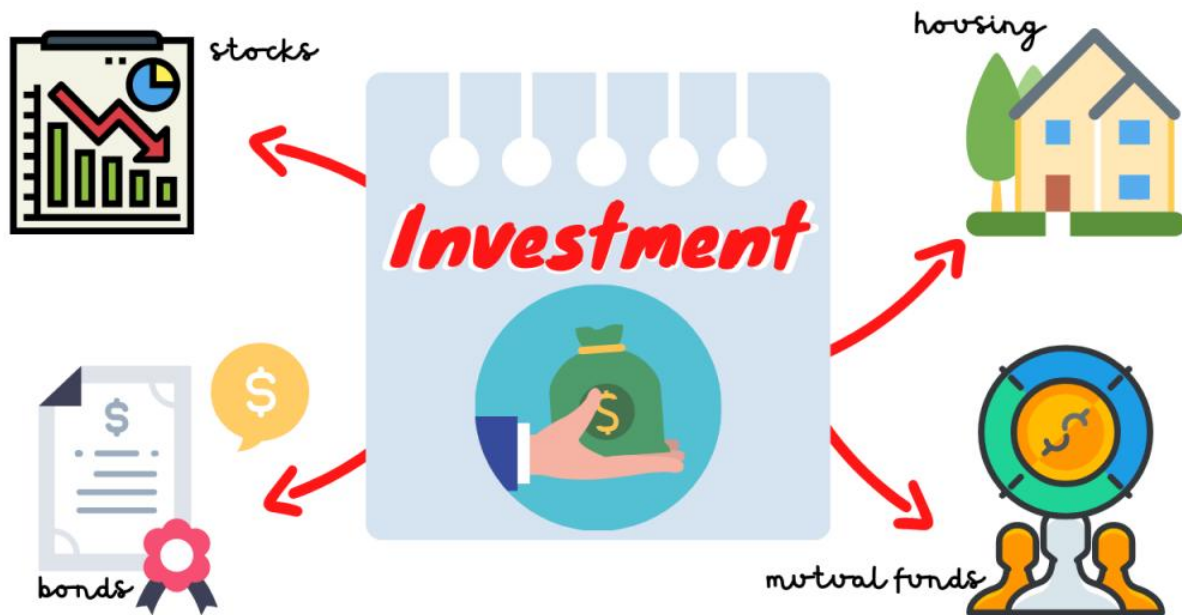 stocks
housing
Investment
$
$
$
bonds
mutual funds